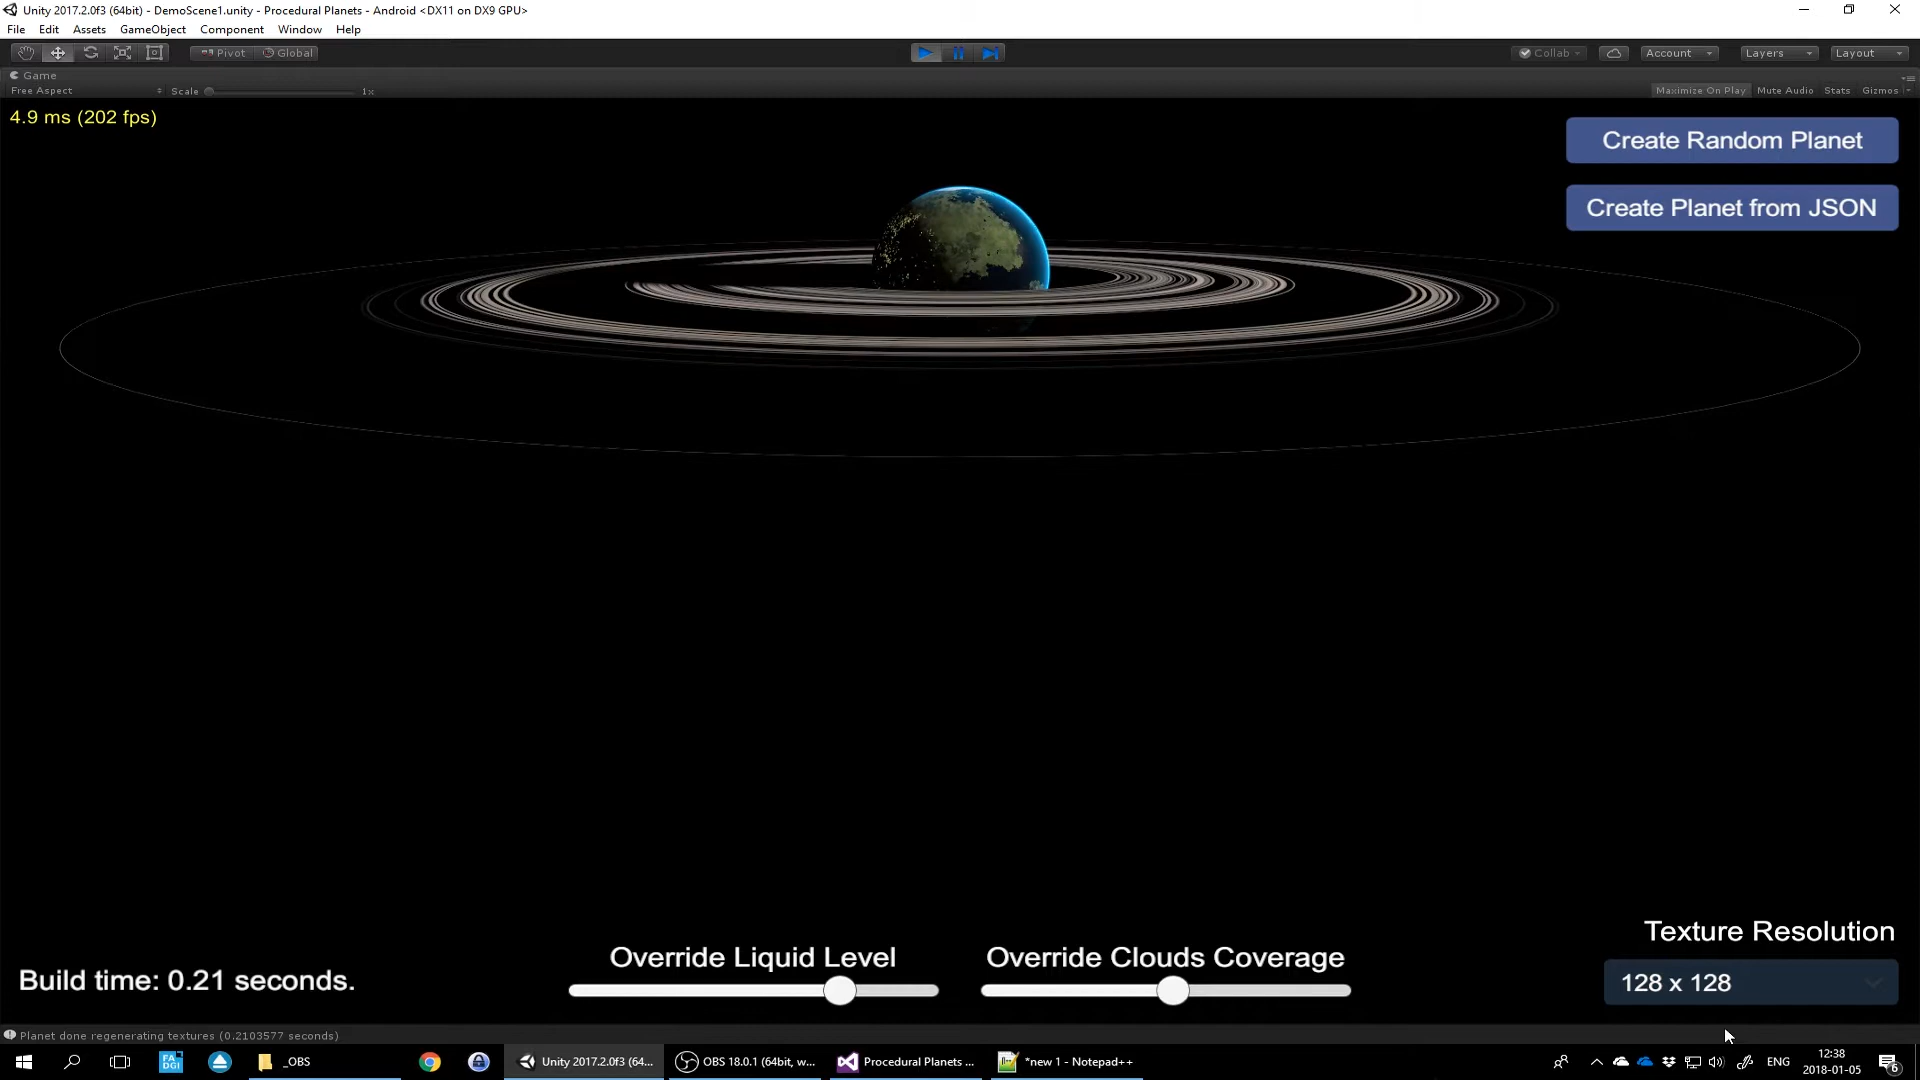 Unity 2017.2.0f3 (64bit) - DemoScene1.unity - Procedural Planets - Android <DX11 on DX9 GPU>
File Edit Assets GameObject Component Window Help
Pivot Global Collab Account Layers Layout
Game
Free Aspect Scale 1x Maximize On Play Mute Audio Stats Gizmos
4.9 ms (202 fps)
Create Random Planet
Create Planet from JSON
Texture Resolution
Override Liquid Level Override Clouds Coverage
Build time: 0.21 seconds.
128 x 128
Planet done regenerating textures (0.2103577 seconds)
FA
DGI
_OBS
Unity 2017.2.0f3 (64...
OBS 18.0.1 (64bit, w...
Procedural Planets ...
*new 1 - Notepad++
ENG
12:38
2018-01-05
6